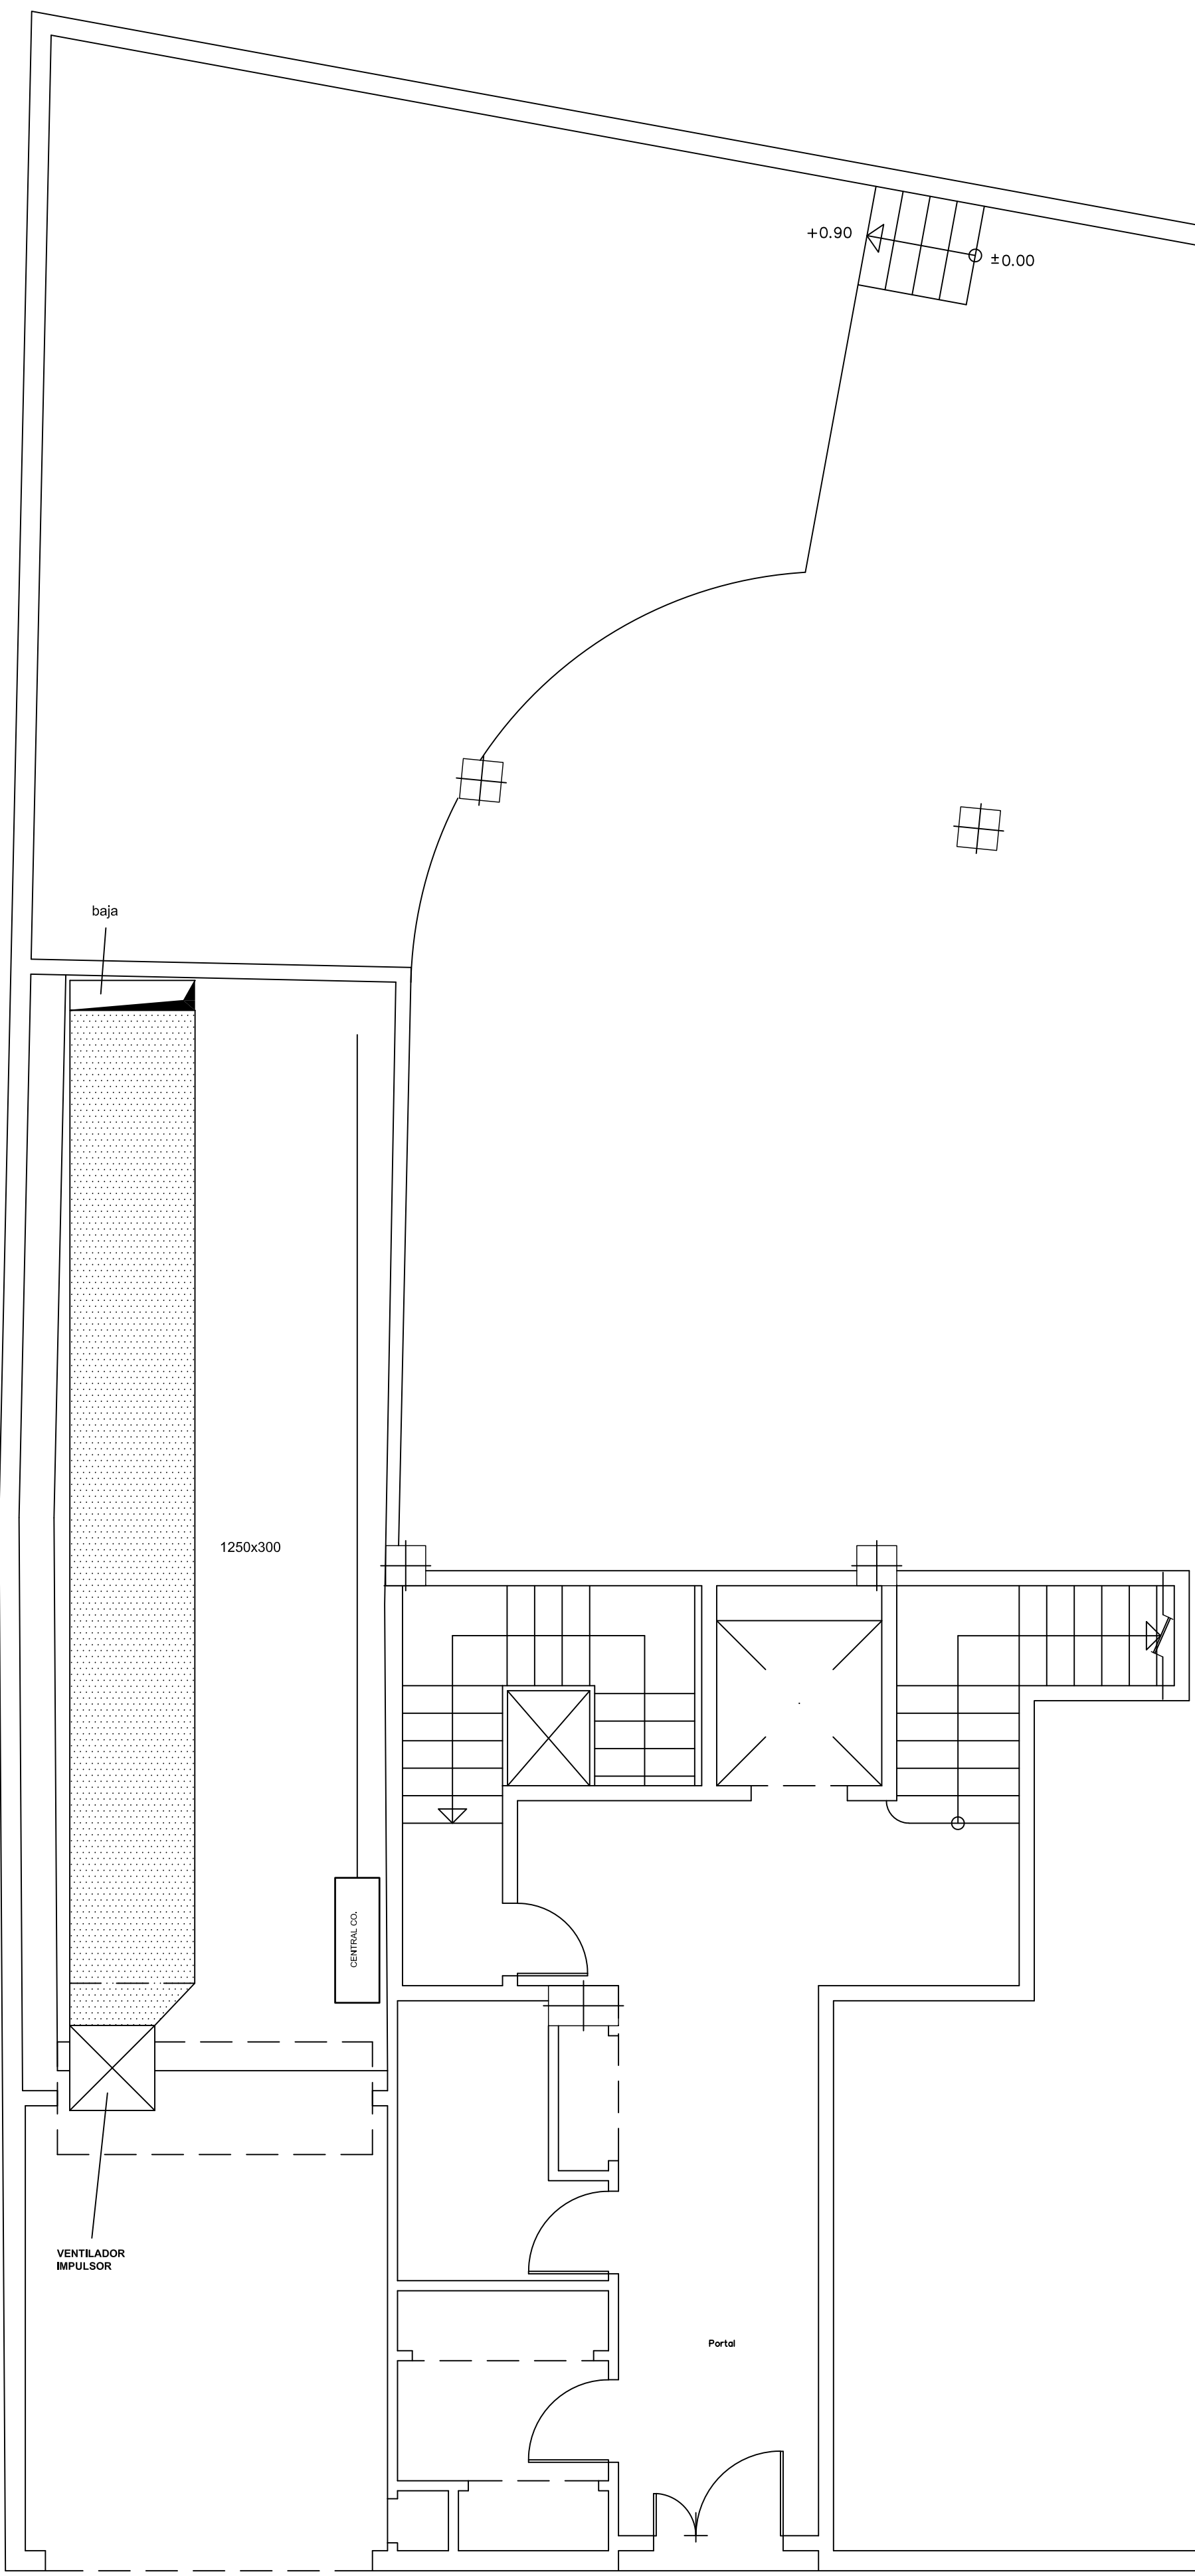 +0.90
±0.00
baja
1250x300
CENTRAL CO.
VENTILADOR
IMPULSOR
Portal